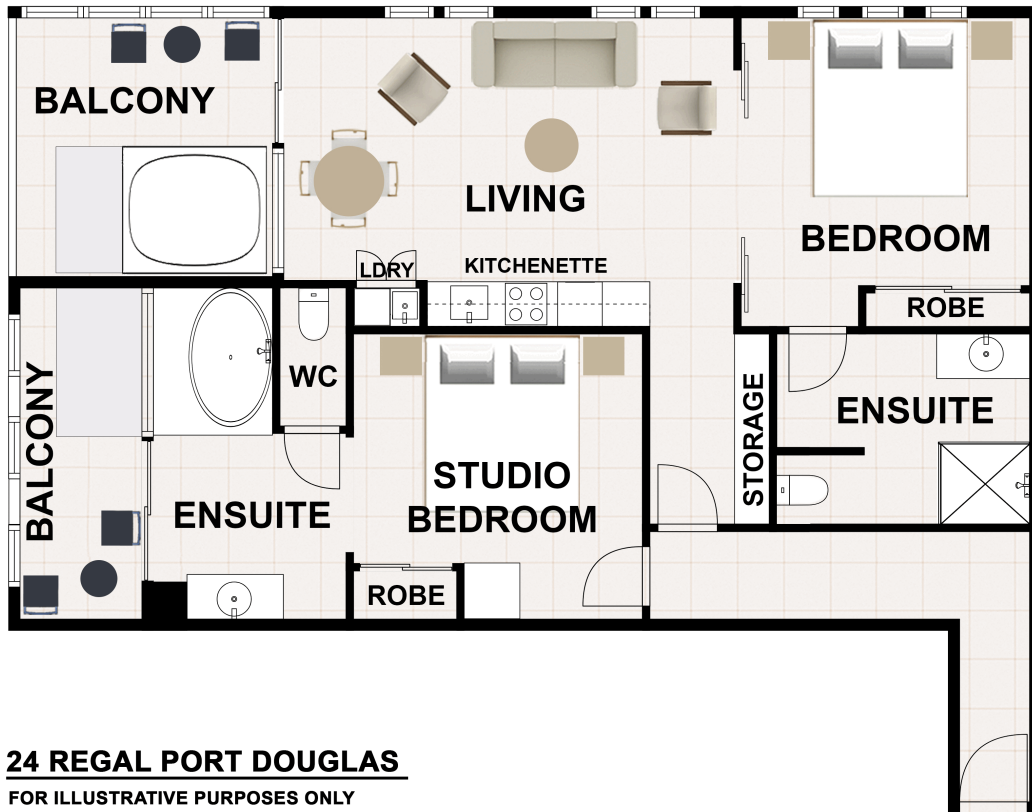 BALCONY
LIVING
BEDROOM
LDRY
KITCHENETTE
ROBE
BALCONY
WC
STORAGE
ENSUITE
ENSUITE
STUDIO
BEDROOM
ROBE
24 REGAL PORT DOUGLAS
FOR ILLUSTRATIVE PURPOSES ONLY